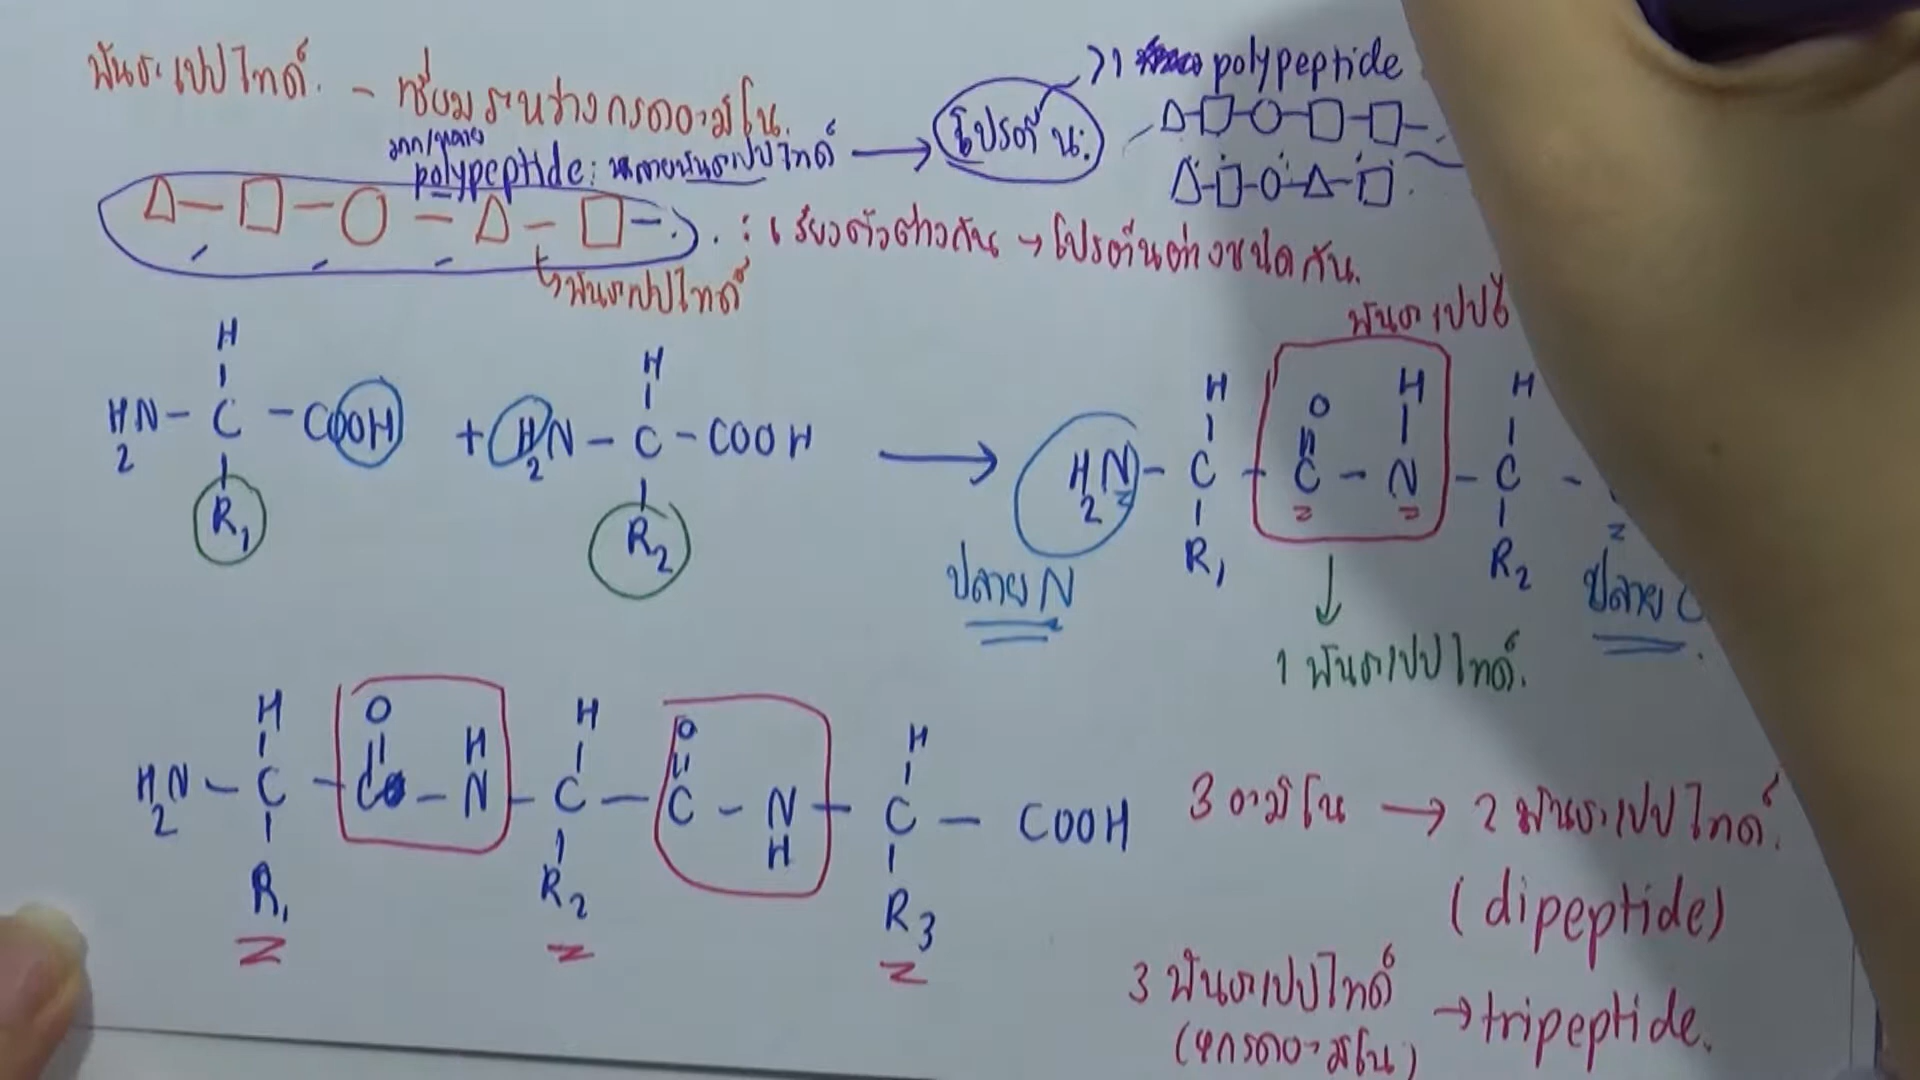 พันธะเปปไทด์ - เชื่อมระหว่างกรดอะมิโน.
มาก/หลาย
polypeptide: หลายพันธะเปปไทด์ → โปรตีน: >1 polypeptide
: เรียงตัวต่างกัน → โปรตีนต่างชนิดกัน.
↳ พันธะเปปไทด์
พันธะเปปไ
H H H O H H
H2N - C - COOH + H2N - C - COOH → H2N - C - C - N - C -
R1 R2 R1 R2
ปลาย N ปลาย C
↓
1 พันธะเปปไทด์.
H O H H O H
H2N - C - C - N - C - C - N - C - COOH
H
R1 R2 R3
3 อะมิโน → 2 พันธะเปปไทด์.
(dipeptide)
3 พันธะเปปไทด์ → tripeptide.
(4กรดอะมิโน)